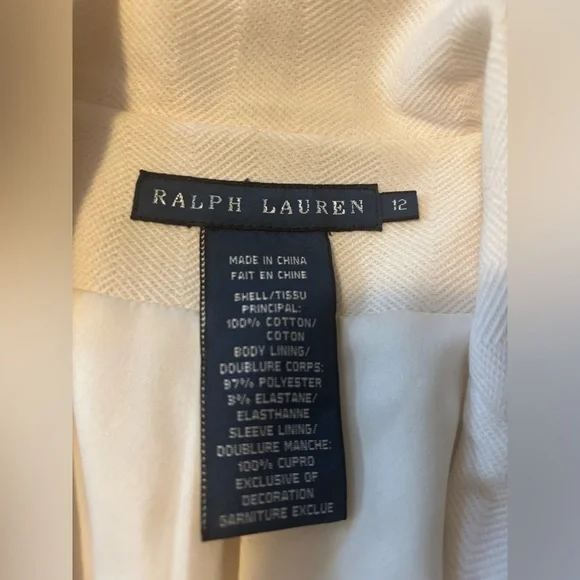 RALPH LAUREN 12
MADE IN CHINA
FAIT EN CHINE
SHELL/TISSU
PRINCIPAL:
100% COTTON/
COTON
BODY LINING/
DOUBLURE CORPS:
97% POLYESTER
3% ELASTANE/
ELASTHANNE
SLEEVE LINING/
DOUBLURE MANCHE:
100% CUPRO
EXCLUSIVE OF
DECORATION
GARNITURE EXCLUE